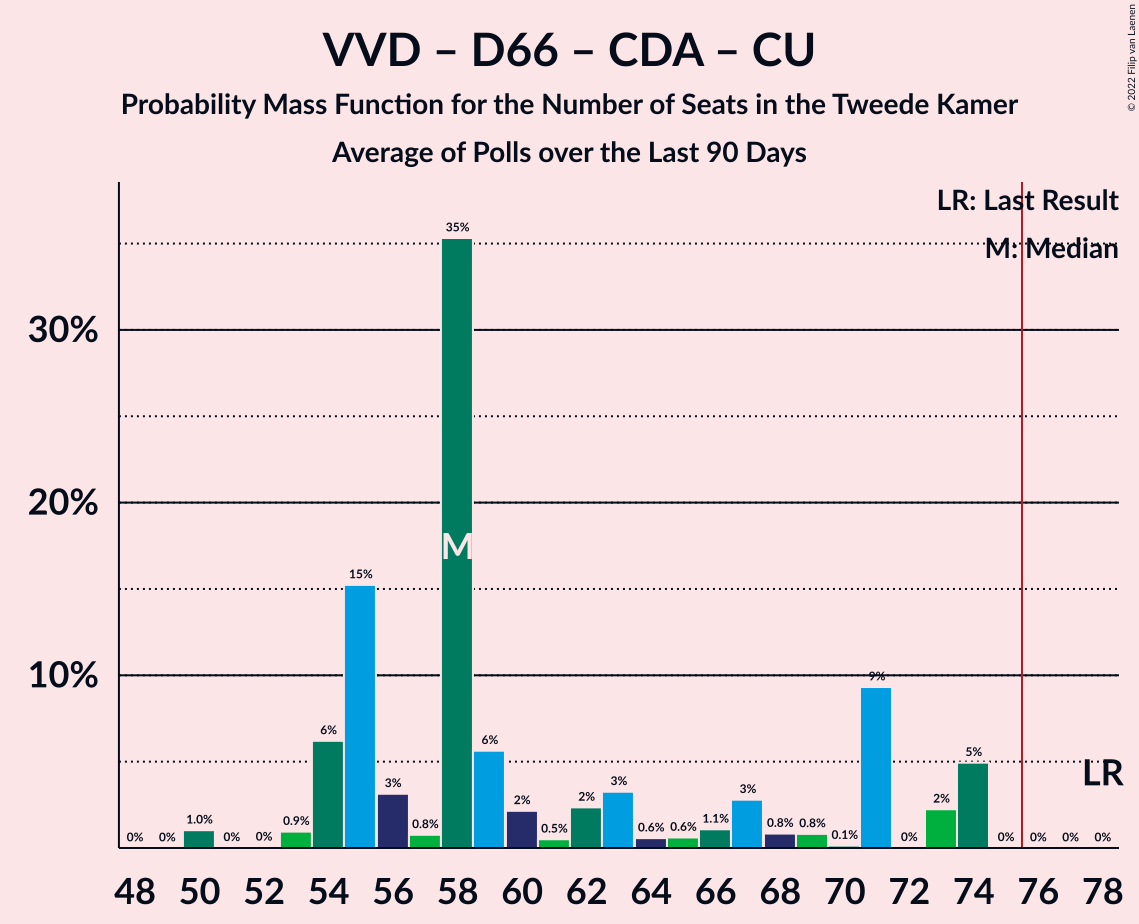 VVD – D66 – CDA – CU
Probability Mass Function for the Number of Seats in the Tweede Kamer
Average of Polls over the Last 90 Days
© 2022 Filip van Laenen
LR: Last Result
M: Median
30%
20%
10%
0% 0% 1.0% 0% 0% 0.9% 6% 15% 3% 0.8% 35% 6% 2% 0.5% 2% 3% 0.6% 0.6% 1.1% 3% 0.8% 0.8% 0.1% 9% 0% 2% 5% 0% 0% 0% 0%
M
LR
48 50 52 54 56 58 60 62 64 66 68 70 72 74 76 78